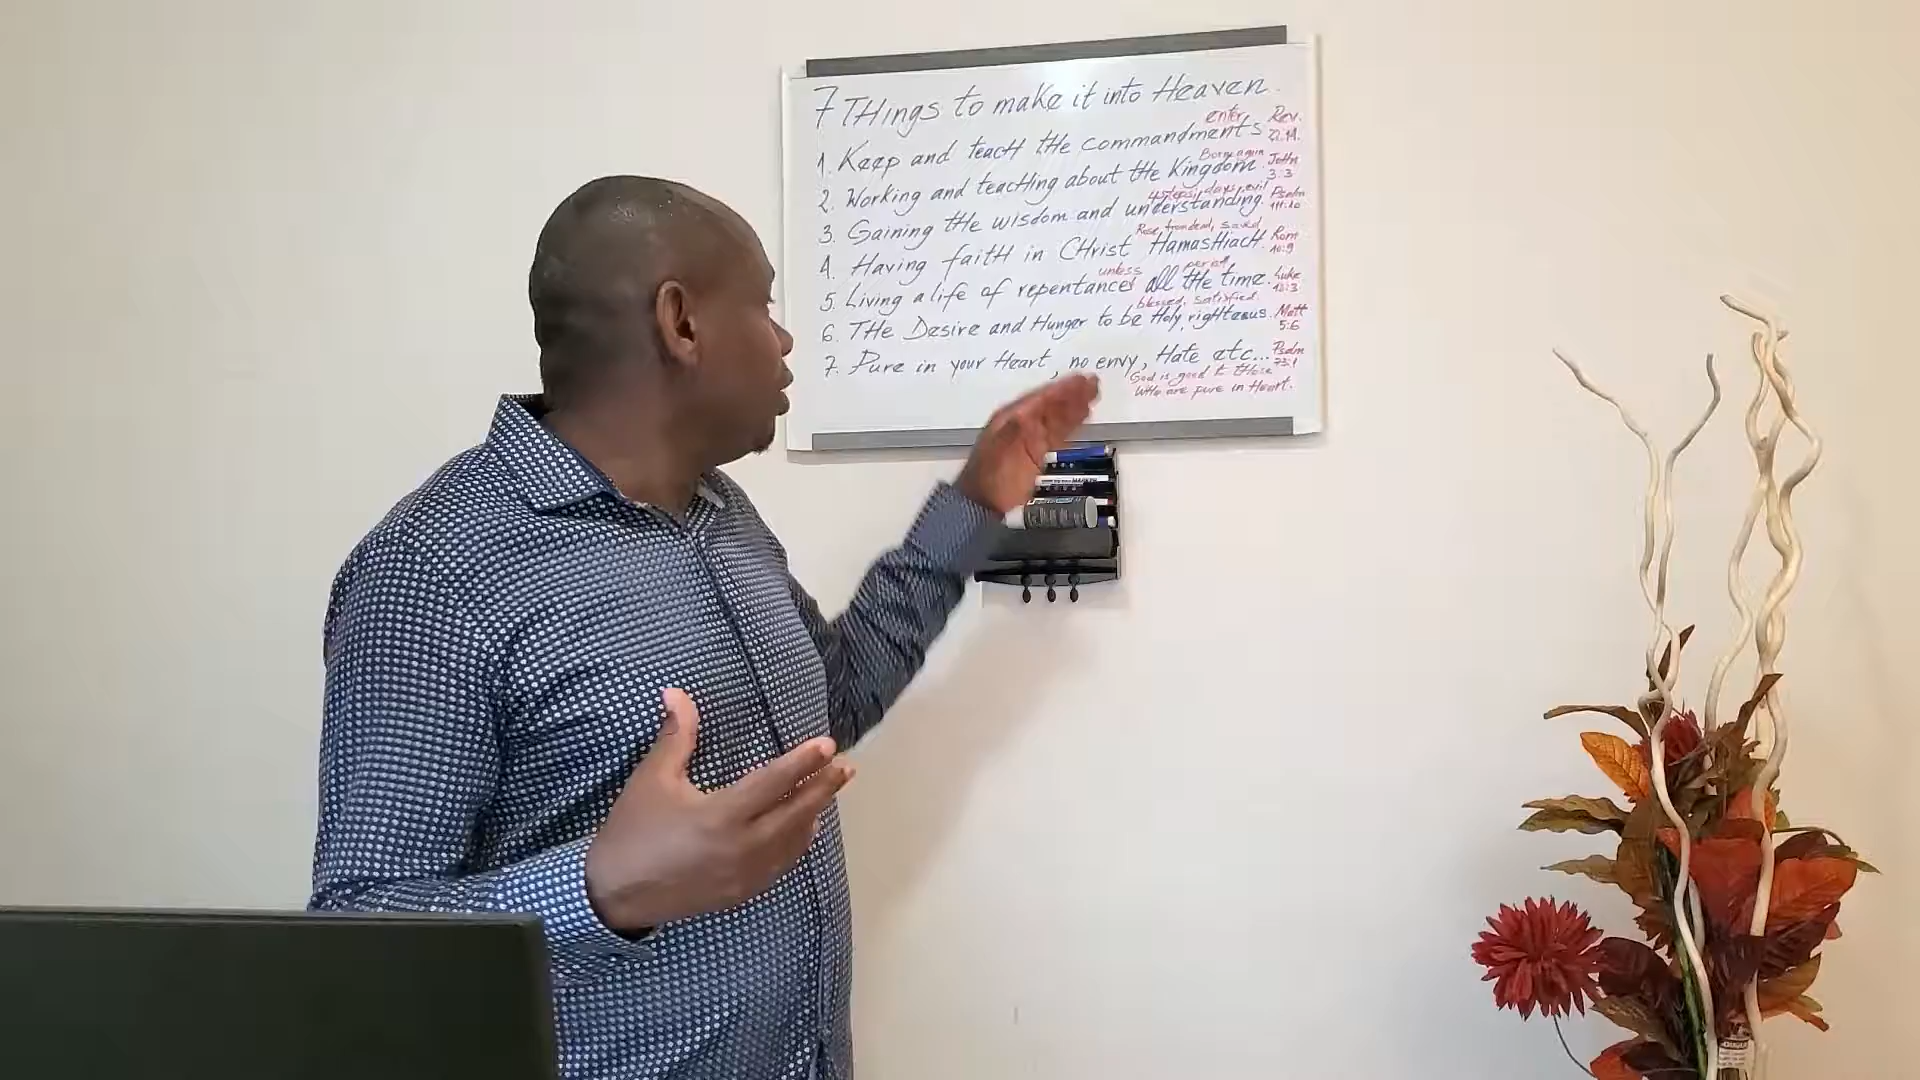 7 THings to make it into Heaven.
enter Rev.
1. Keep and teacH tHe commandments 22:14.
Born again John
2. Working and teacHing about tHe Kingdom. 3:3
days, evil Psalm
3. Gaining tHe wisdom and understanding. 111:10
Rose from dead, saved Rom
4. Having faitH in CHrist HamasHiacH. 10:9
unless perish Luke
5. Living a life of repentance all tHe time. 13:3
blessed, satisfied. Matt
6. THe Desire and Hunger to be Holy, rigHteous. 5:6
7. Pure in your Heart, no envy, Hate etc... Psalm 73:1
God is good to tHose
wHo are pure in Heart.
MARKER